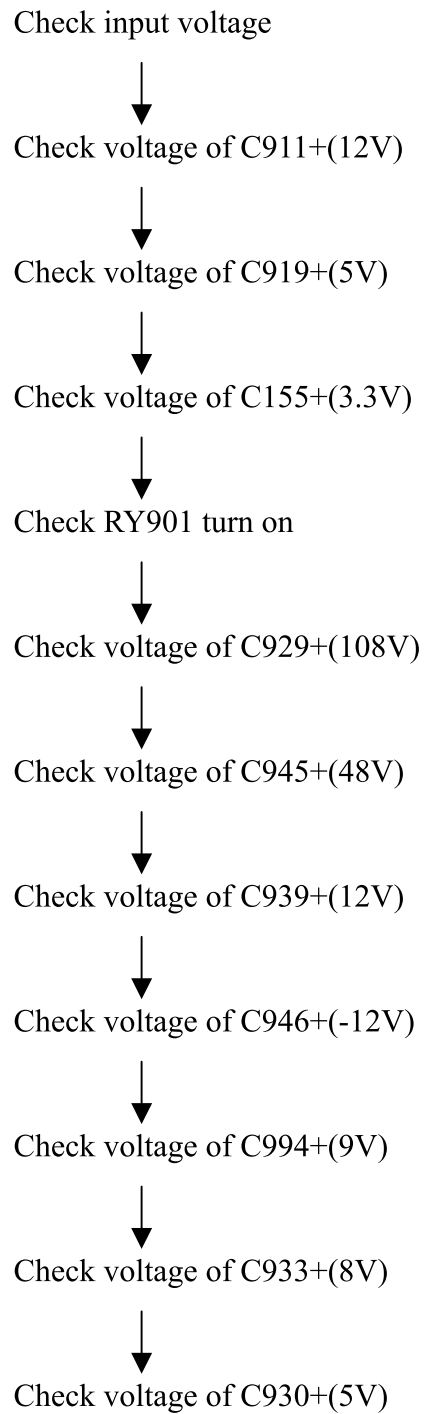 Check input voltage
Check voltage of C911+(12V)
Check voltage of C919+(5V)
Check voltage of C155+(3.3V)
Check RY901 turn on
Check voltage of C929+(108V)
Check voltage of C945+(48V)
Check voltage of C939+(12V)
Check voltage of C946+(-12V)
Check voltage of C994+(9V)
Check voltage of C933+(8V)
Check voltage of C930+(5V)